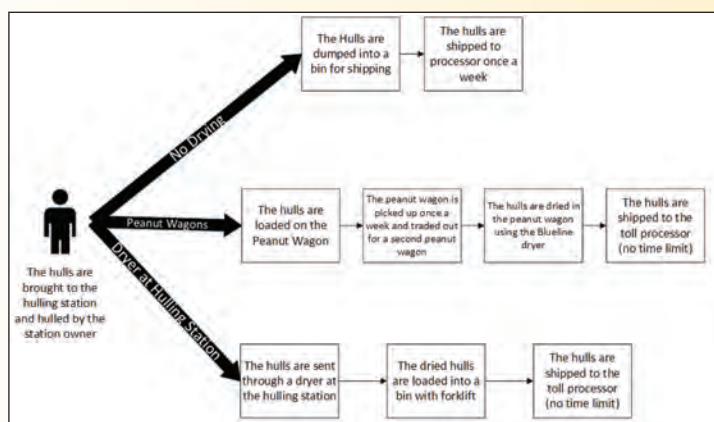 The Hulls are
dumped into a
bin for shipping
The hulls are
shipped to
processor once a
week
No Drying
Peanut Wagons
Dryer at Hulling Station
The hulls are
brought to the
hulling station
and hulled by the
station owner
The hulls are
loaded on the
Peanut Wagon
The peanut wagon is
picked up once a
week and traded out
for a second peanut
wagon
The hulls are dried in
the peanut wagon
using the Blueline
dryer
The hulls are
shipped to the
toll processor
(no time limit)
The hulls are sent
through a dryer at
the hulling station
The dried hulls
are loaded into a
bin with forklift
The hulls are
shipped to the
toll processor
(no time limit)